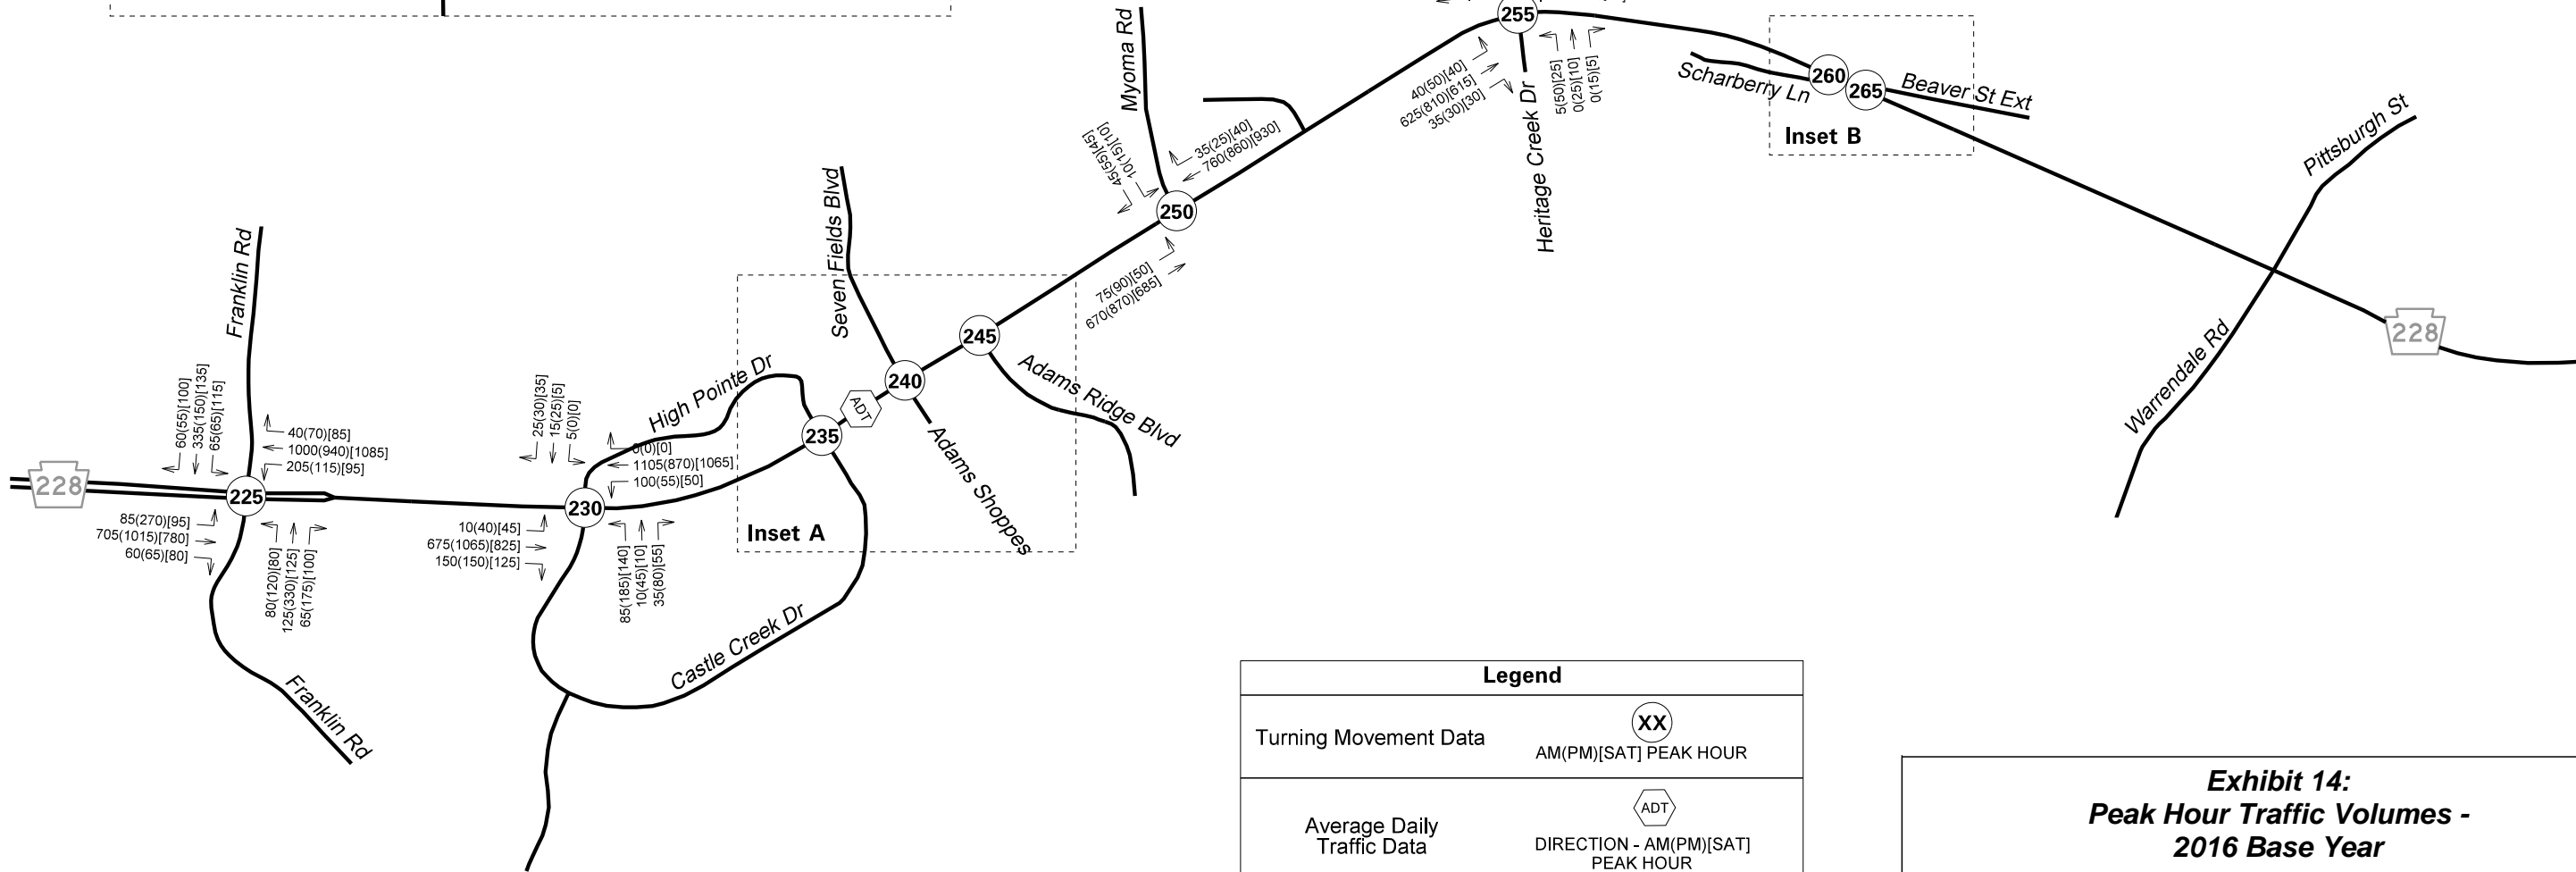 255
Myoma Rd
40(50)[40]
625(810)[615]
35(30)[30]
5(50)[25]
0(25)[10]
0(15)[5]
Heritage Creek Dr
Scharberry Ln
260
265
Beaver St Ext
Inset B
Pittsburgh St
Warrendale Rd
228
10(15)[10]
45(55)[45]
35(25)[40]
760(860)[930]
250
75(90)[50]
670(870)[685]
Seven Fields Blvd
245
240
Adams Ridge Blvd
ADT
235
Adams Shoppes
Inset A
High Pointe Dr
Franklin Rd
60(55)[100]
335(150)[135]
65(65)[115]
40(70)[85]
1000(940)[1085]
205(115)[95]
228
225
85(270)[95]
705(1015)[780]
60(65)[80]
80(120)[80]
125(330)[125]
65(175)[100]
Franklin Rd
25(30)[35]
15(25)[5]
5(0)[0]
0(0)[0]
1105(870)[1065]
100(55)[50]
230
10(40)[45]
675(1065)[825]
150(150)[125]
85(185)[140]
10(45)[10]
35(80)[55]
Castle Creek Dr
Legend
Turning Movement Data
XX
AM(PM)[SAT] PEAK HOUR
Average Daily
Traffic Data
ADT
DIRECTION - AM(PM)[SAT]
PEAK HOUR
Exhibit 14:
Peak Hour Traffic Volumes -
2016 Base Year